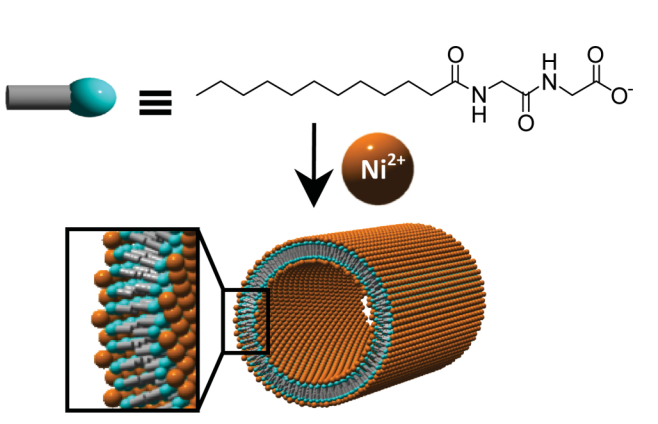 O H O
N
N O-
H O
Ni2+